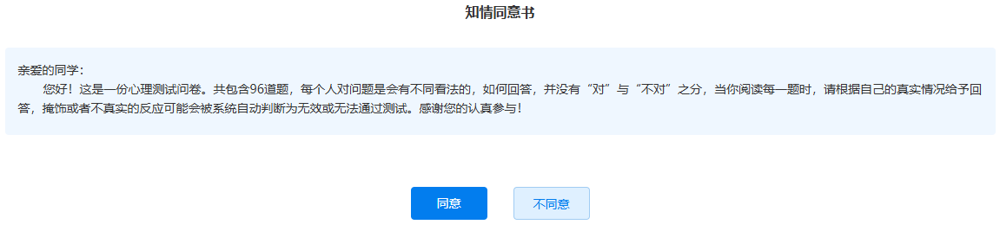 知情同意书
亲爱的同学：
您好！这是一份心理测试问卷。共包含96道题，每个人对问题是会有不同看法的，如何回答，并没有“对”与“不对”之分，当你阅读每一题时，请根据自己的真实情况给予回
答，掩饰或者不真实的反应可能会被系统自动判断为无效或无法通过测试。感谢您的认真参与！
同意
不同意